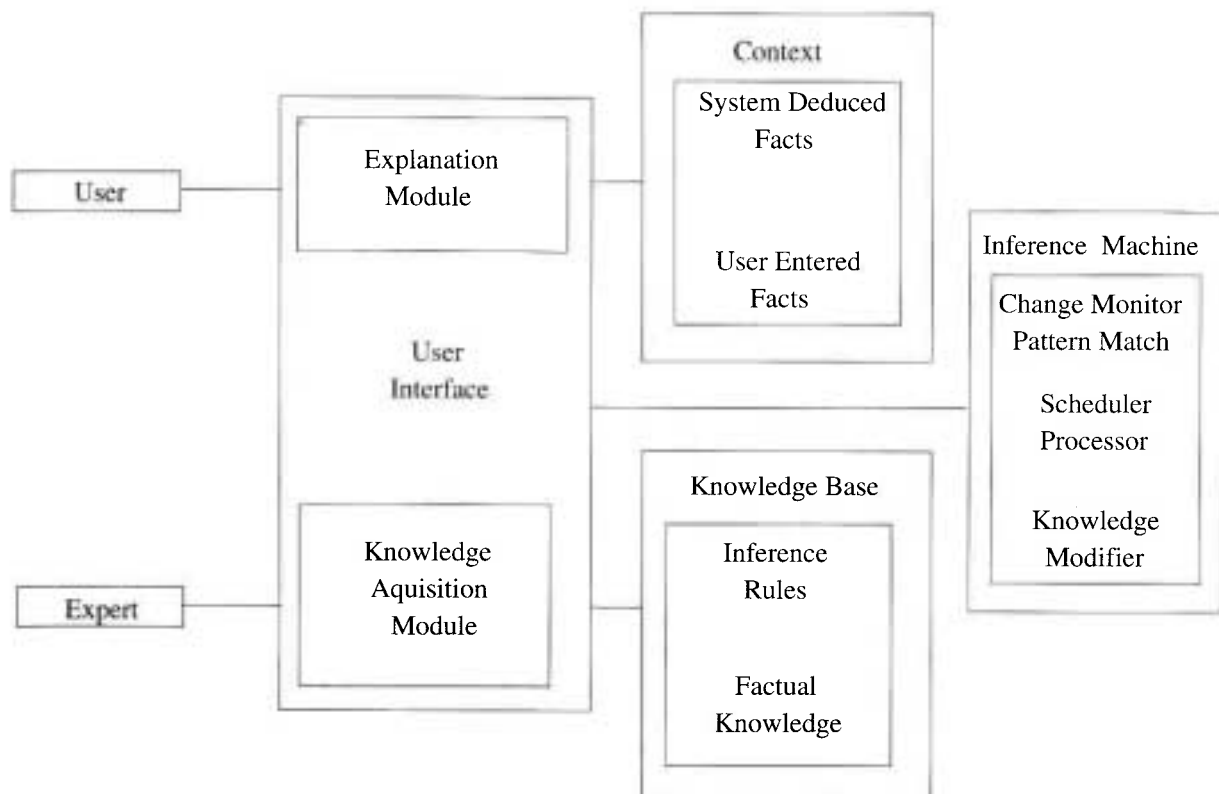 User
Expert
Explanation
Module
User
Interface
Knowledge
Aquisition
Module
Context
System Deduced
Facts
User Entered
Facts
Knowledge Base
Inference
Rules
Factual
Knowledge
Inference Machine
Change Monitor
Pattern Match
Scheduler
Processor
Knowledge
Modifier